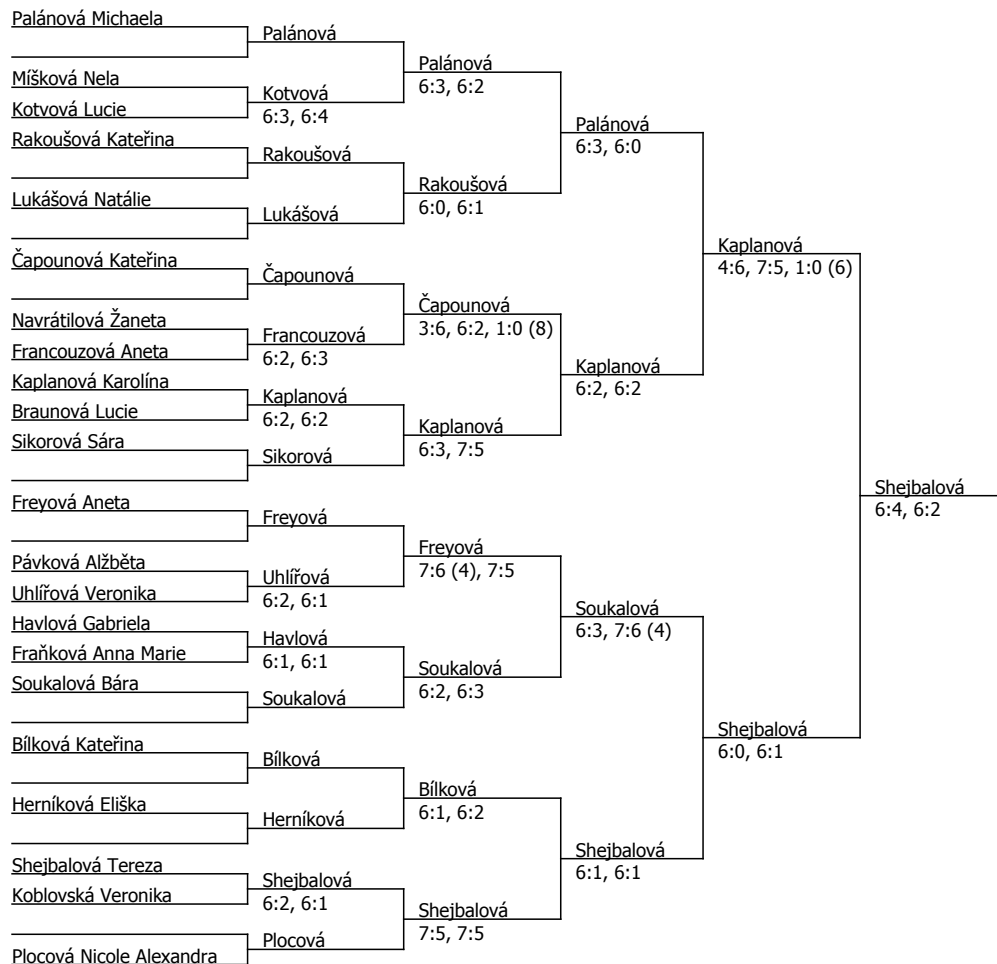 Palánová Michaela
Palánová
Palánová
6:3, 6:2
Míšková Nela
Kotvová
6:3, 6:4
Kotvová Lucie
Palánová
6:3, 6:0
Rakoušová Kateřina
Rakoušová
Rakoušová
6:0, 6:1
Lukášová Natálie
Lukášová
Kaplanová
4:6, 7:5, 1:0 (6)
Čapounová Kateřina
Čapounová
Čapounová
3:6, 6:2, 1:0 (8)
Navrátilová Žaneta
Francouzová
6:2, 6:3
Francouzová Aneta
Kaplanová
6:2, 6:2
Kaplanová Karolína
Kaplanová
6:2, 6:2
Braunová Lucie
Kaplanová
6:3, 7:5
Sikorová Sára
Sikorová
Shejbalová
6:4, 6:2
Freyová Aneta
Freyová
Freyová
7:6 (4), 7:5
Pávková Alžběta
Uhlířová
6:2, 6:1
Uhlířová Veronika
Soukalová
6:3, 7:6 (4)
Havlová Gabriela
Havlová
6:1, 6:1
Fraňková Anna Marie
Soukalová
6:2, 6:3
Soukalová Bára
Soukalová
Shejbalová
6:0, 6:1
Bílková Kateřina
Bílková
Bílková
6:1, 6:2
Herníková Eliška
Herníková
Shejbalová
6:1, 6:1
Shejbalová Tereza
Shejbalová
6:2, 6:1
Koblovská Veronika
Shejbalová
7:5, 7:5
Plocová
Plocová Nicole Alexandra